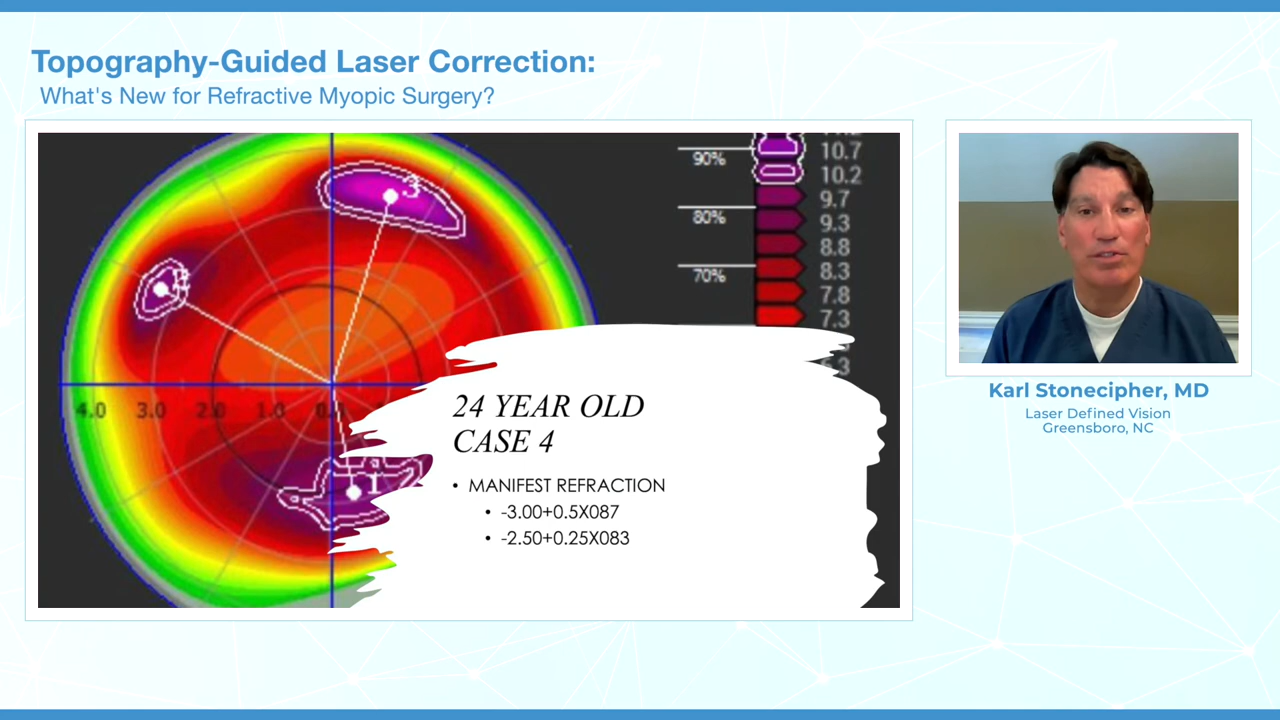 Topography-Guided Laser Correction:
What's New for Refractive Myopic Surgery?
90%
80%
70%
10.7
10.2
9.7
9.3
8.8
8.3
7.8
7.3
3
1
4.0 3.0 2.0 1.0
24 YEAR OLD
CASE 4
• MANIFEST REFRACTION
• -3.00+0.5X087
• -2.50+0.25X083
Karl Stonecipher, MD
Laser Defined Vision
Greensboro, NC